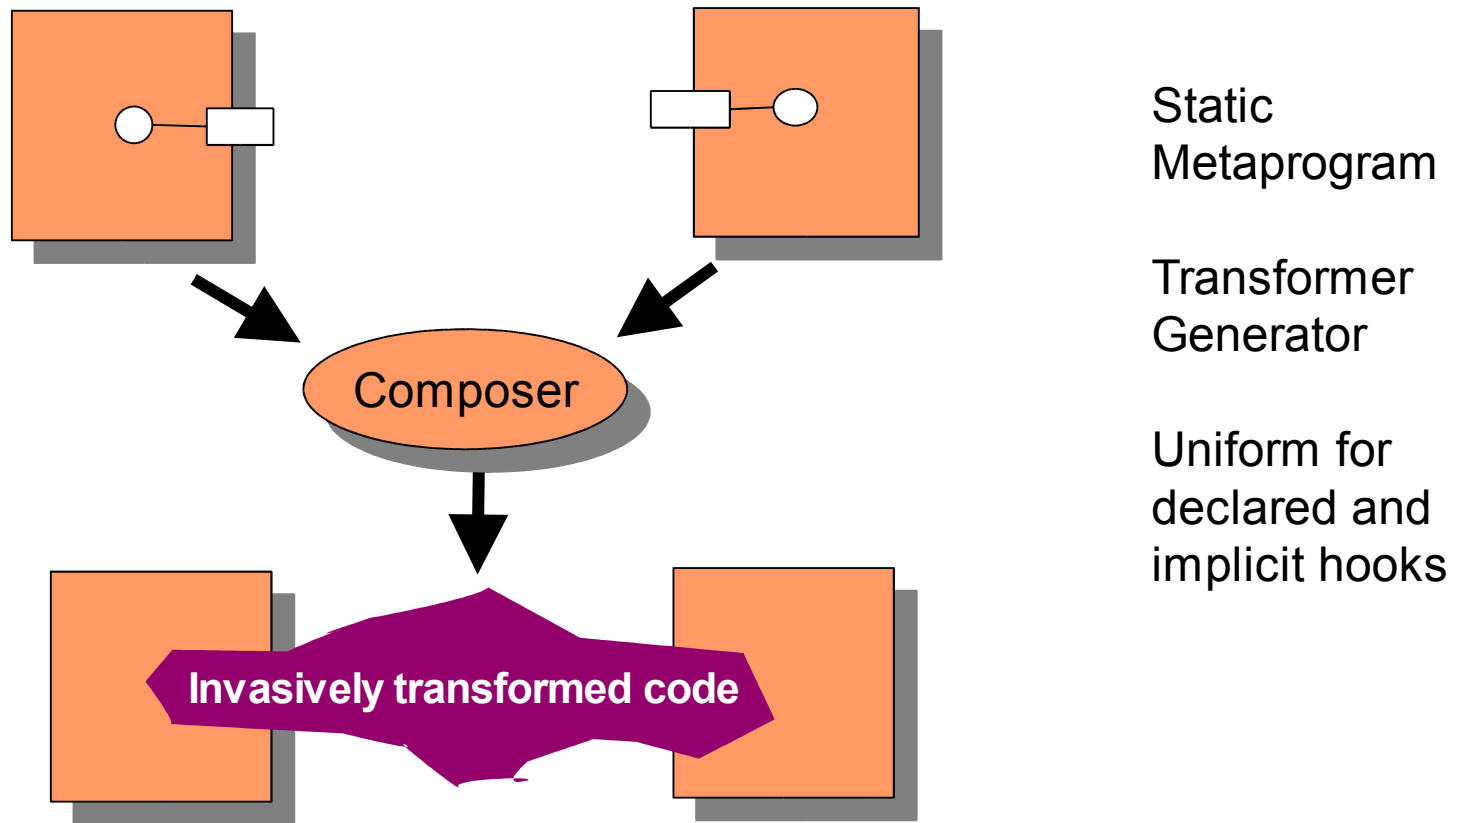 Static
Metaprogram
Transformer
Generator
Composer
Uniform for
declared and
implicit hooks
Invasively transformed code